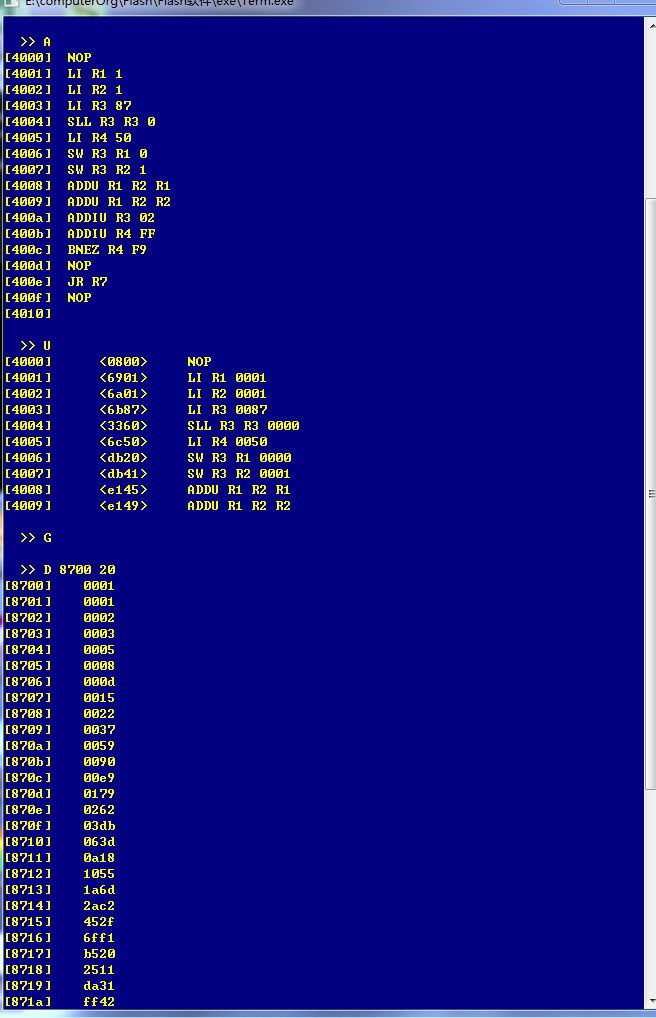 E:\computerOrg\Flash\Flash软件\exe\Term.exe
>> A
[4000] NOP
[4001] LI R1 1
[4002] LI R2 1
[4003] LI R3 87
[4004] SLL R3 R3 0
[4005] LI R4 50
[4006] SW R3 R1 0
[4007] SW R3 R2 1
[4008] ADDU R1 R2 R1
[4009] ADDU R1 R2 R2
[400a] ADDIU R3 02
[400b] ADDIU R4 FF
[400c] BNEZ R4 F9
[400d] NOP
[400e] JR R7
[400f] NOP
[4010]
>> U
[4000] <0800> NOP
[4001] <6901> LI R1 0001
[4002] <6a01> LI R2 0001
[4003] <6b87> LI R3 0087
[4004] <3360> SLL R3 R3 0000
[4005] <6c50> LI R4 0050
[4006] <db20> SW R3 R1 0000
[4007] <db41> SW R3 R2 0001
[4008] <e145> ADDU R1 R2 R1
[4009] <e149> ADDU R1 R2 R2
>> G
>> D 8700 20
[8700] 0001
[8701] 0001
[8702] 0002
[8703] 0003
[8704] 0005
[8705] 0008
[8706] 000d
[8707] 0015
[8708] 0022
[8709] 0037
[870a] 0059
[870b] 0090
[870c] 00e9
[870d] 0179
[870e] 0262
[870f] 03db
[8710] 063d
[8711] 0a18
[8712] 1055
[8713] 1a6d
[8714] 2ac2
[8715] 452f
[8716] 6ff1
[8717] b520
[8718] 2511
[8719] da31
[871a] ff42